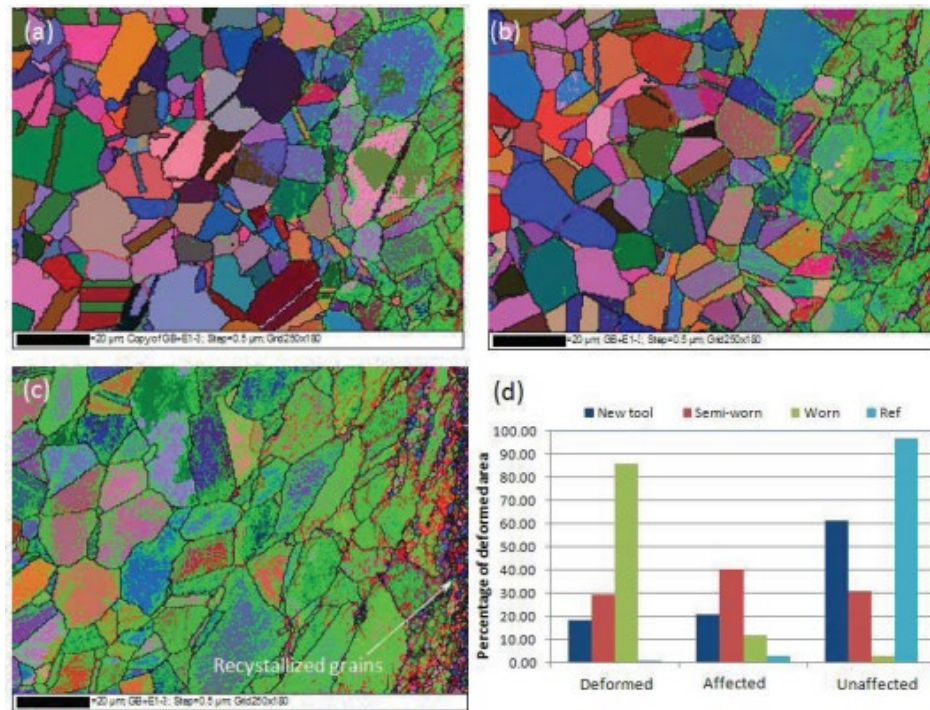 (a)
=20 µm; Copy of GB+E1-3; Step=0.5 µm; Grid250x180
(b)
=20 µm; GB+E1-3; Step=0.5 µm; Grid250x180
(c)
Recystallized grains
=20 µm; GB+E1-3; Step=0.5 µm; Grid250x180
(d)
New tool Semi-worn Worn Ref
Percentage of deformed area
100.00
90.00
80.00
70.00
60.00
50.00
40.00
30.00
20.00
10.00
0.00
Deformed Affected Unaffected